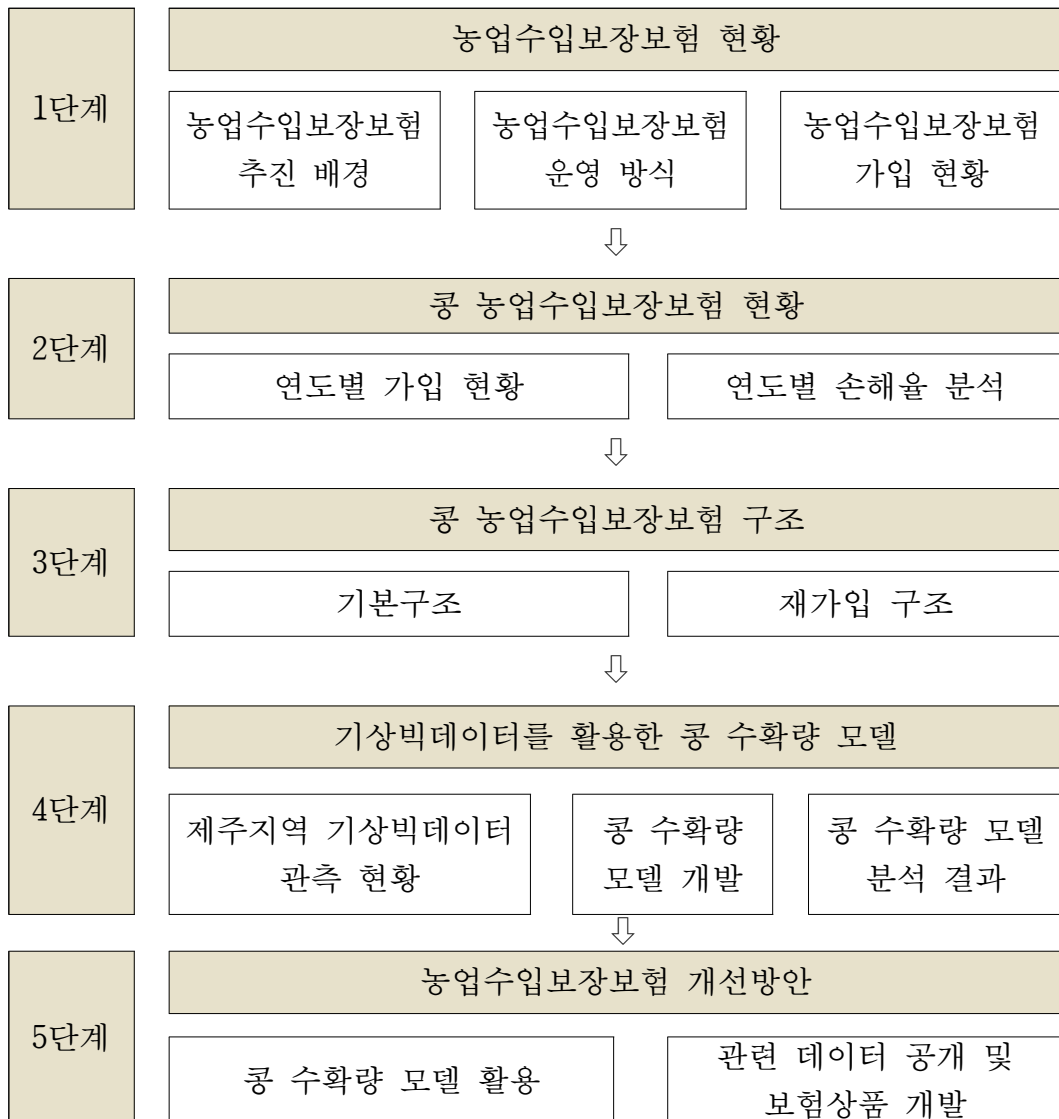 농업수입보장보험 현황
1단계
농업수입보장보험
추진 배경
농업수입보장보험
운영 방식
농업수입보장보험
가입 현황
⇩
콩 농업수입보장보험 현황
2단계
연도별 가입 현황
연도별 손해율 분석
⇩
콩 농업수입보장보험 구조
3단계
기본구조
재가입 구조
⇩
기상빅데이터를 활용한 콩 수확량 모델
4단계
제주지역 기상빅데이터
관측 현황
콩 수확량
모델 개발
콩 수확량 모델
분석 결과
⇩
농업수입보장보험 개선방안
5단계
콩 수확량 모델 활용
관련 데이터 공개 및
보험상품 개발